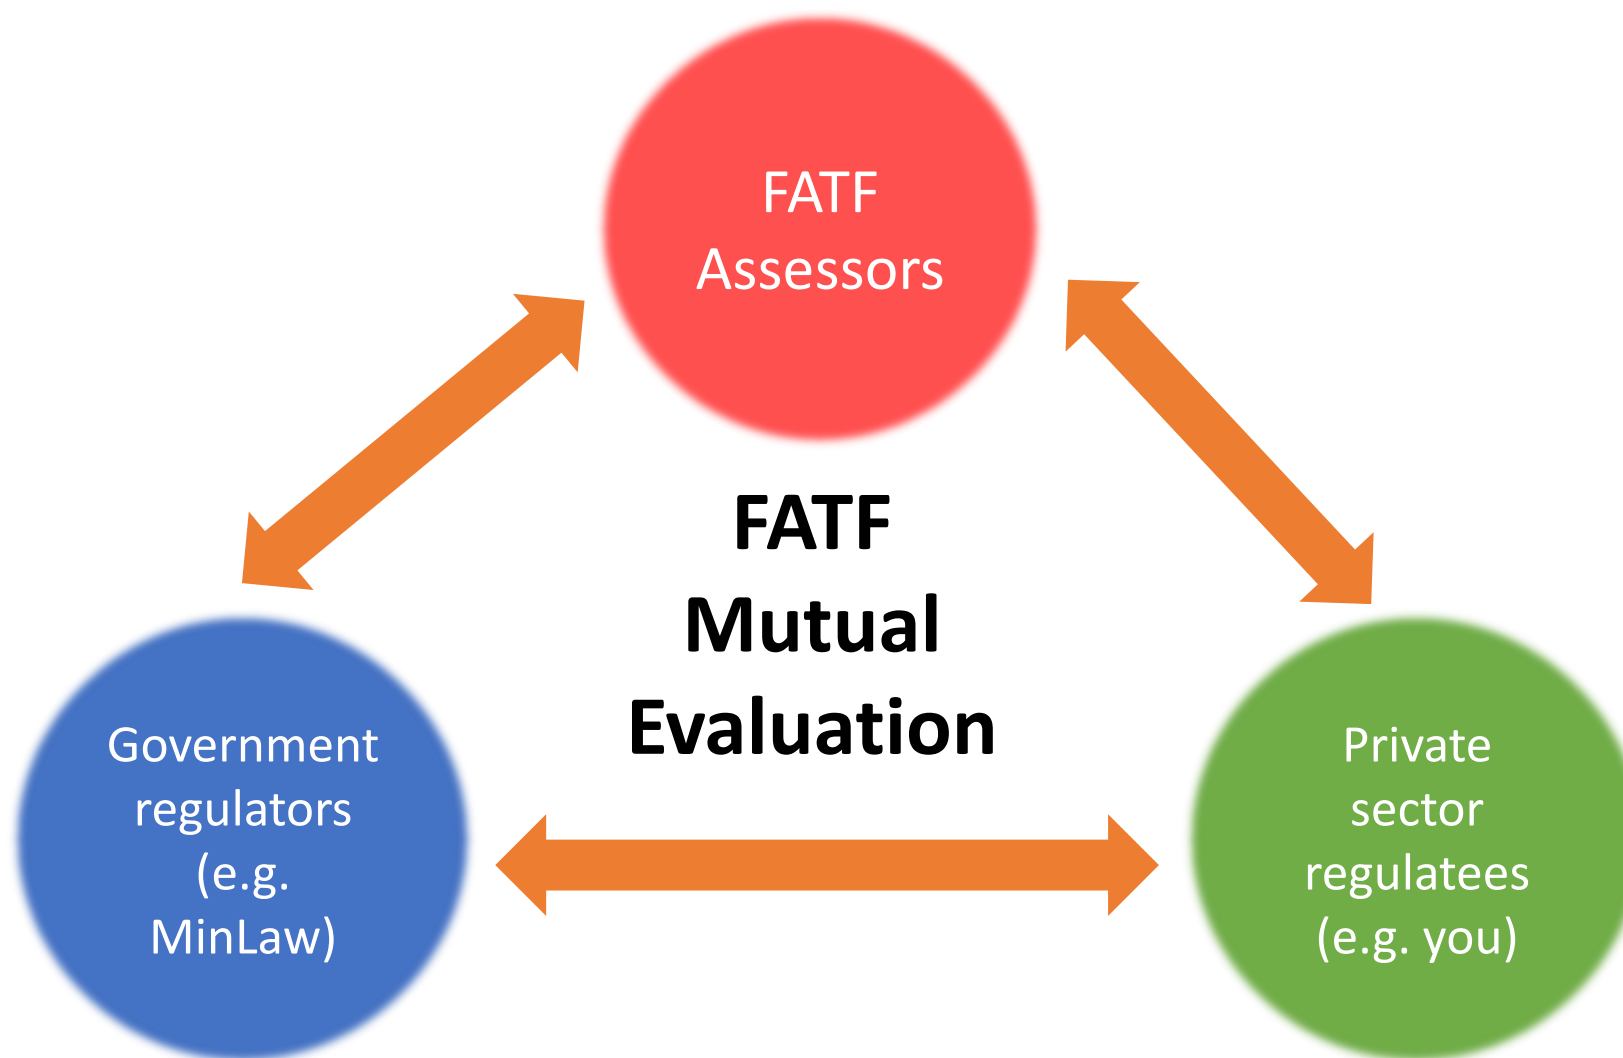 FATF
Assessors
FATF
Mutual
Evaluation
Government
regulators
(e.g.
MinLaw)
Private
sector
regulatees
(e.g. you)